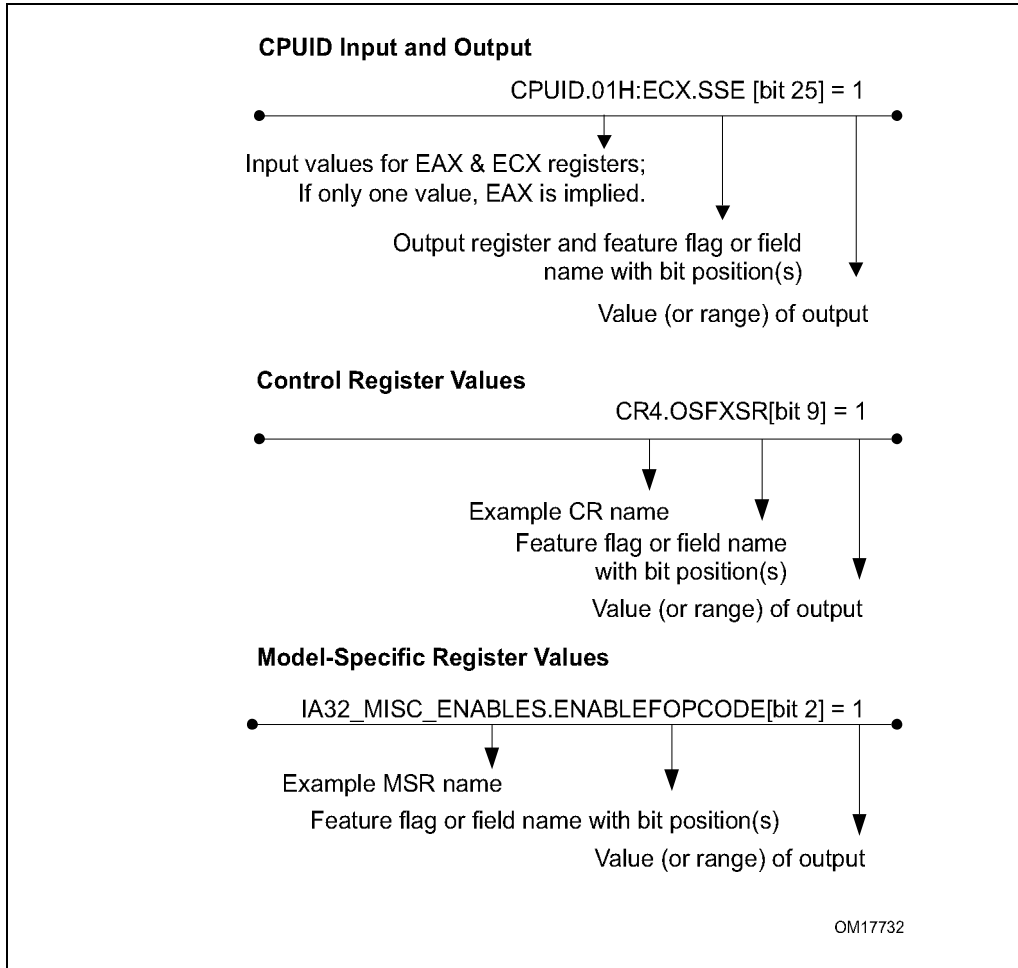 CPUID Input and Output
CPUID.01H:ECX.SSE [bit 25] = 1
Input values for EAX & ECX registers;
If only one value, EAX is implied.
Output register and feature flag or field
name with bit position(s)
Value (or range) of output
Control Register Values
CR4.OSFXSR[bit 9] = 1
Example CR name
Feature flag or field name
with bit position(s)
Value (or range) of output
Model-Specific Register Values
IA32_MISC_ENABLES.ENABLEFOPCODE[bit 2] = 1
Example MSR name
Feature flag or field name with bit position(s)
Value (or range) of output
OM17732